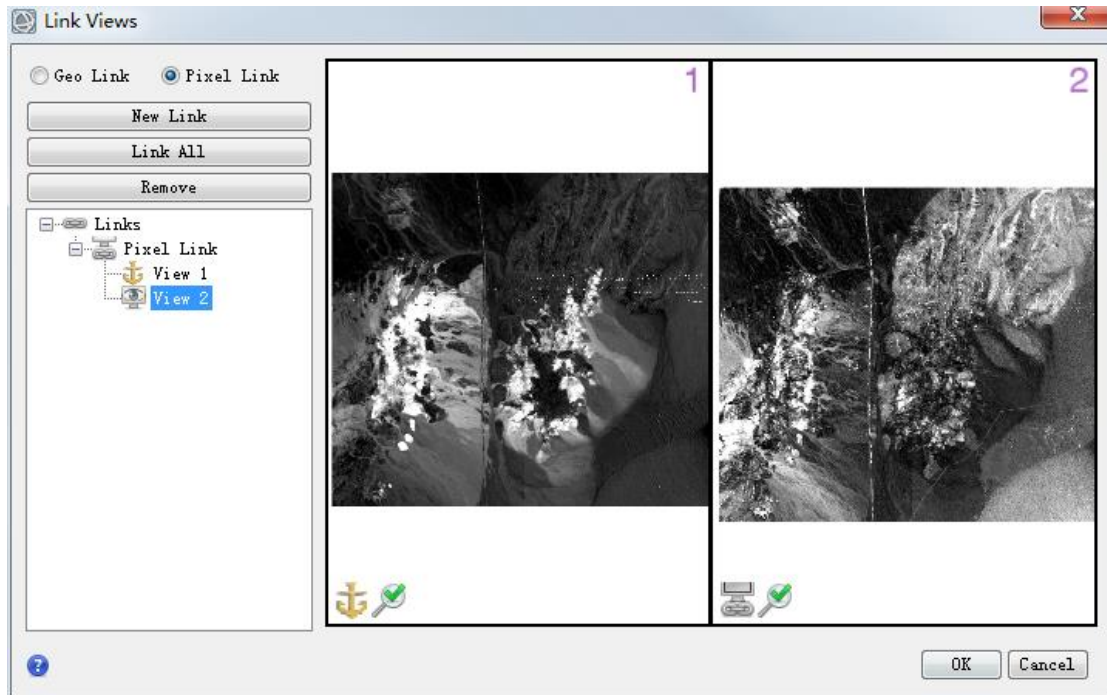 Link Views
Geo Link Pixel Link
New Link
Link All
Remove
Links
Pixel Link
View 1
View 2
1
2
OK Cancel